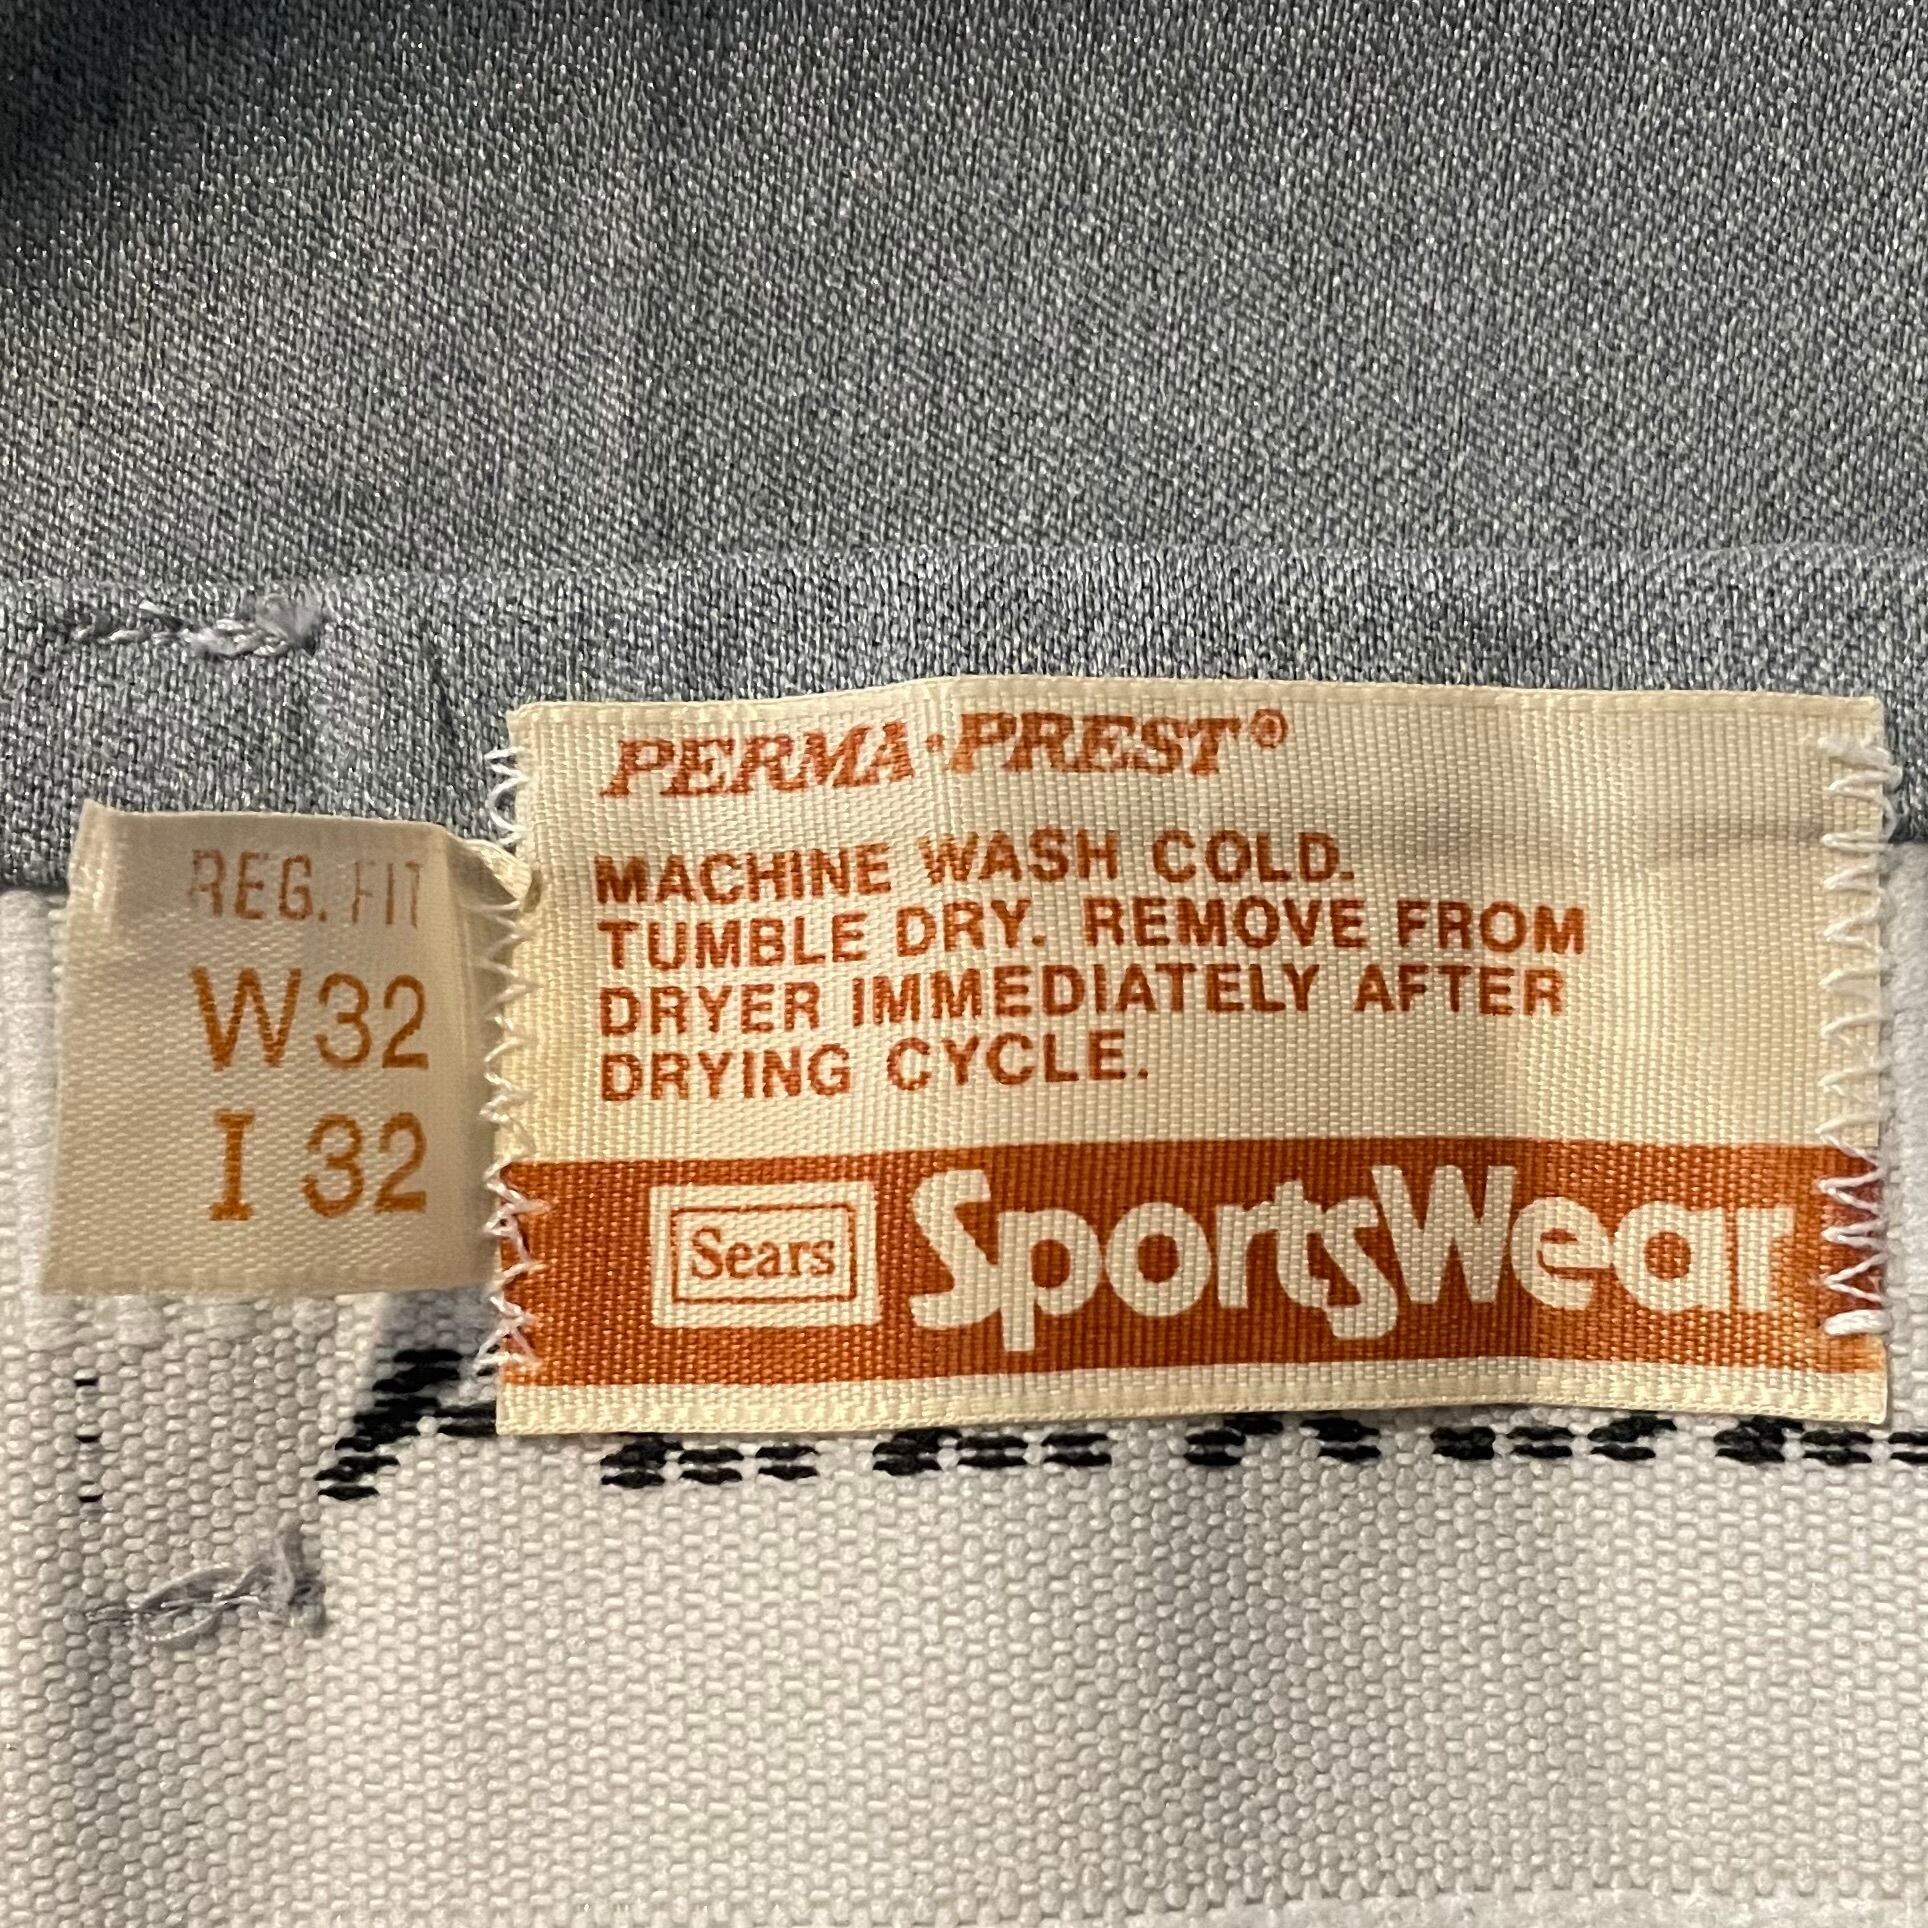 PERMA·PREST®
MACHINE WASH COLD.
TUMBLE DRY. REMOVE FROM
DRYER IMMEDIATELY AFTER
DRYING CYCLE.
Sears SportsWear
REG. FIT
W32
I 32